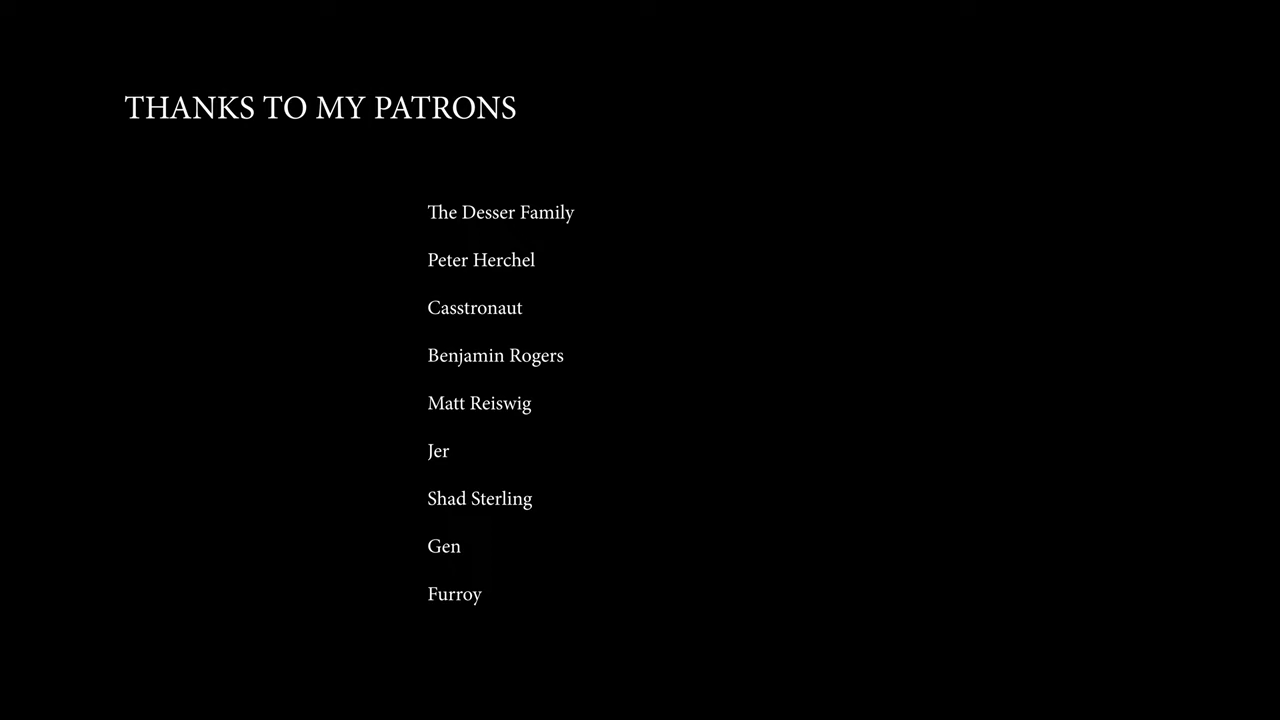 THANKS TO MY PATRONS
The Desser Family
Peter Herchel
Casstronaut
Benjamin Rogers
Matt Reiswig
Jer
Shad Sterling
Gen
Furroy